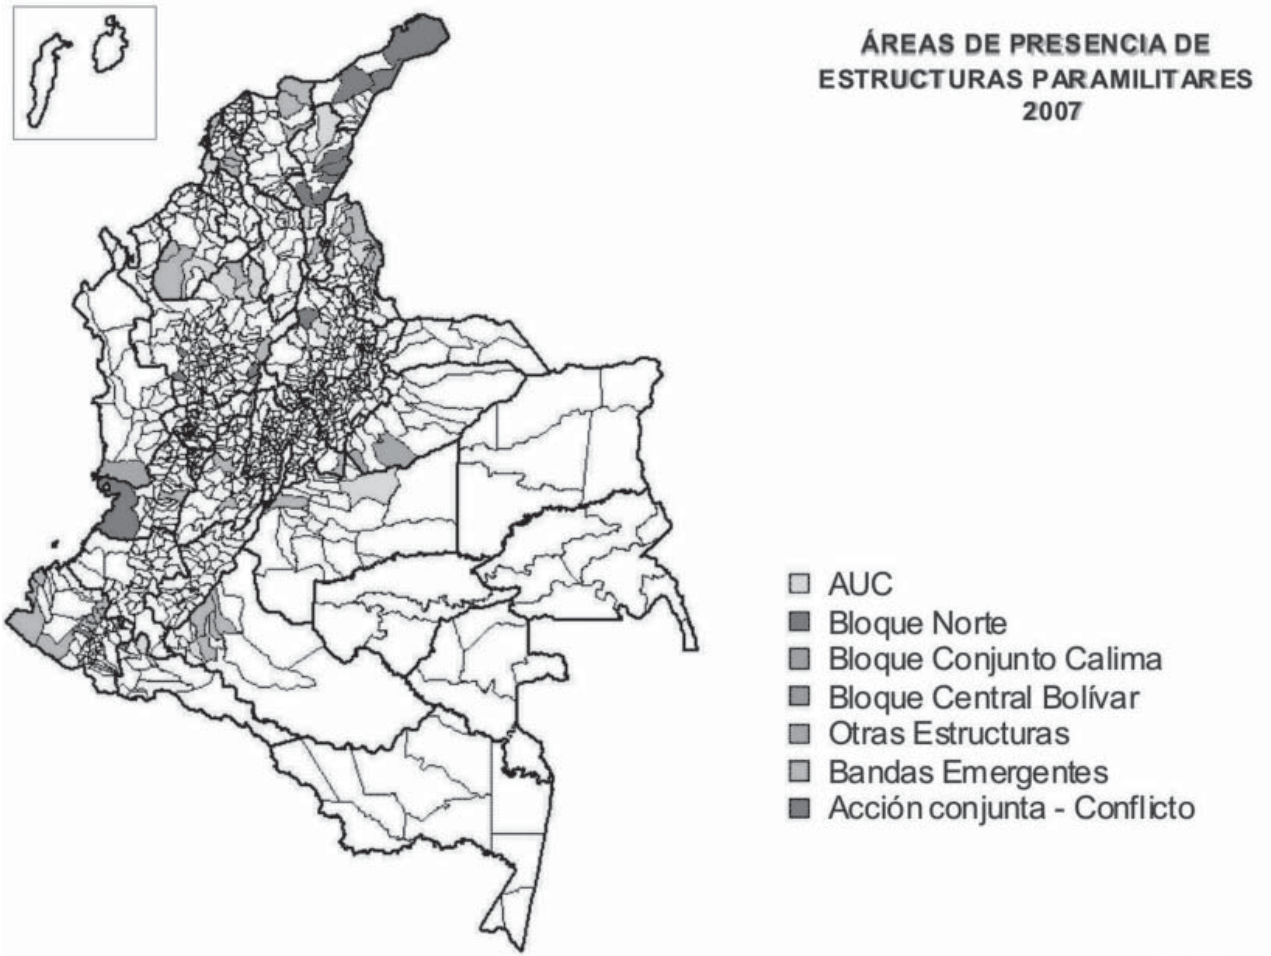 ÁREAS DE PRESENCIA DE
ESTRUCTURAS PARAMILITARES
2007
AUC
Bloque Norte
Bloque Conjunto Calima
Bloque Central Bolívar
Otras Estructuras
Bandas Emergentes
Acción conjunta - Conflicto